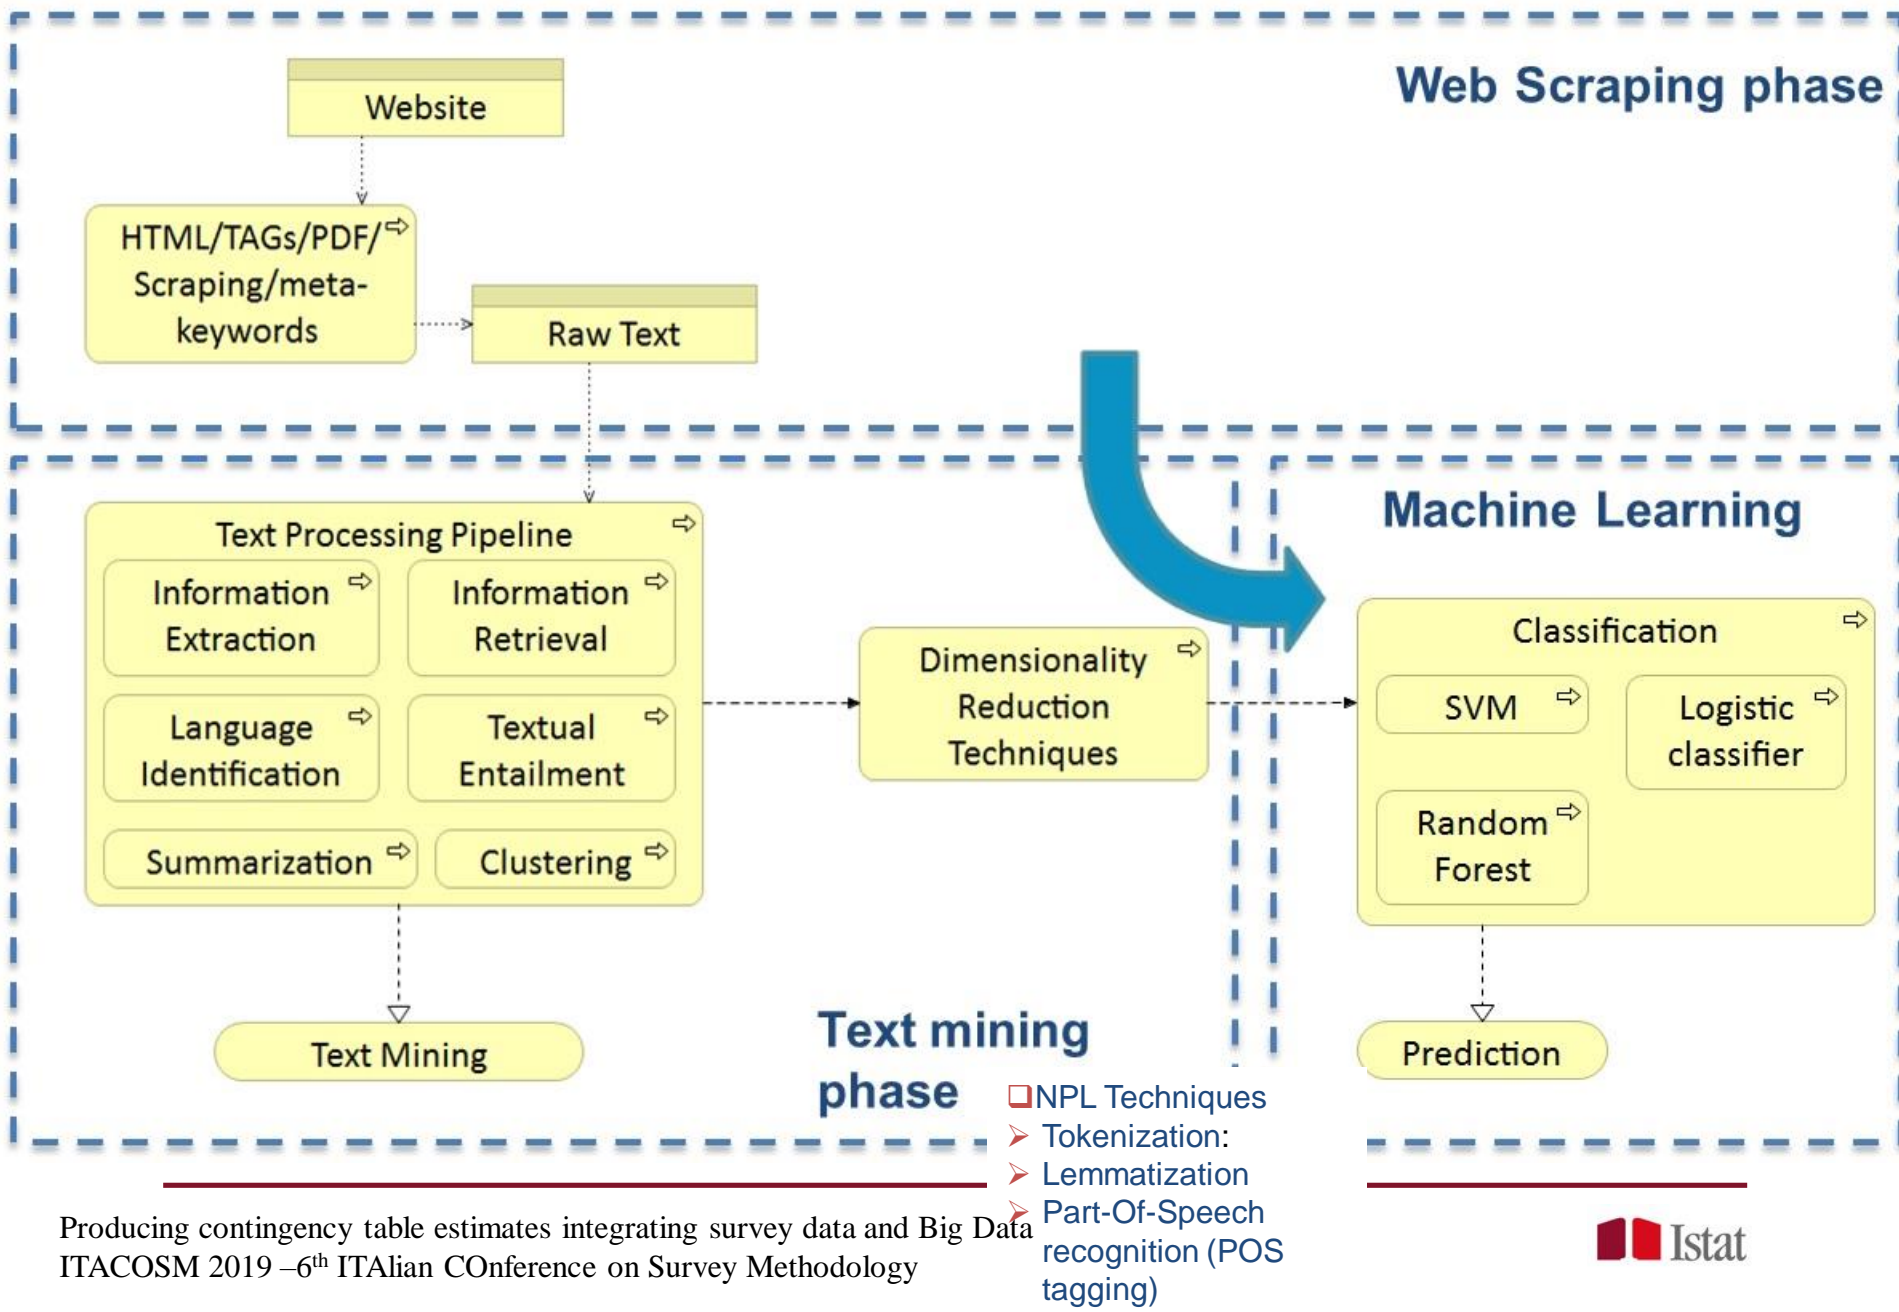 Web Scraping phase
Website
HTML/TAGs/PDF/
Scraping/meta-
keywords
Raw Text
Text Processing Pipeline
Information
Extraction
Information
Retrieval
Language
Identification
Textual
Entailment
Summarization
Clustering
Text Mining
Dimensionality
Reduction
Techniques
Text mining
phase
Machine Learning
Classification
SVM
Logistic
classifier
Random
Forest
Prediction
NPL Techniques
Tokenization:
Lemmatization
Part-Of-Speech
recognition (POS
tagging)
Producing contingency table estimates integrating survey data and Big Data
ITACOSM 2019 –6th ITAlian COnference on Survey Methodology
Istat